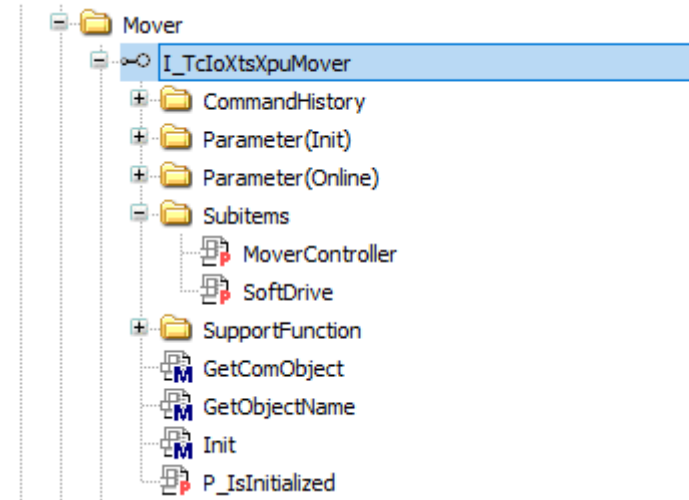 Mover
I_TcIoXtsXpuMover
CommandHistory
Parameter(Init)
Parameter(Online)
Subitems
MoverController
SoftDrive
SupportFunction
GetComObject
GetObjectName
Init
P_IsInitialized